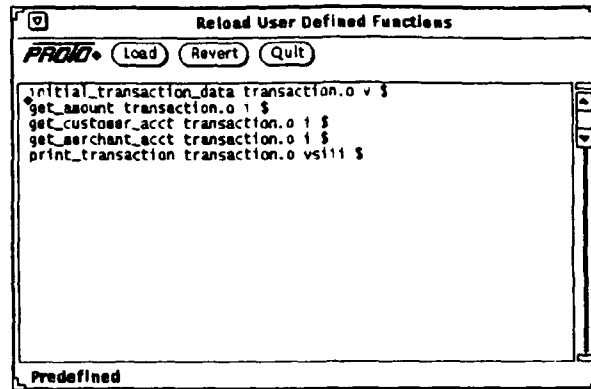 Reload User Defined Functions
PROTO Load Revert Quit
initial_transaction_data transaction.o v $
get_amount transaction.o i $
get_customer_acct transaction.o i $
get_merchant_acct transaction.o i $
print_transaction transaction.o vsiii $
Predefined